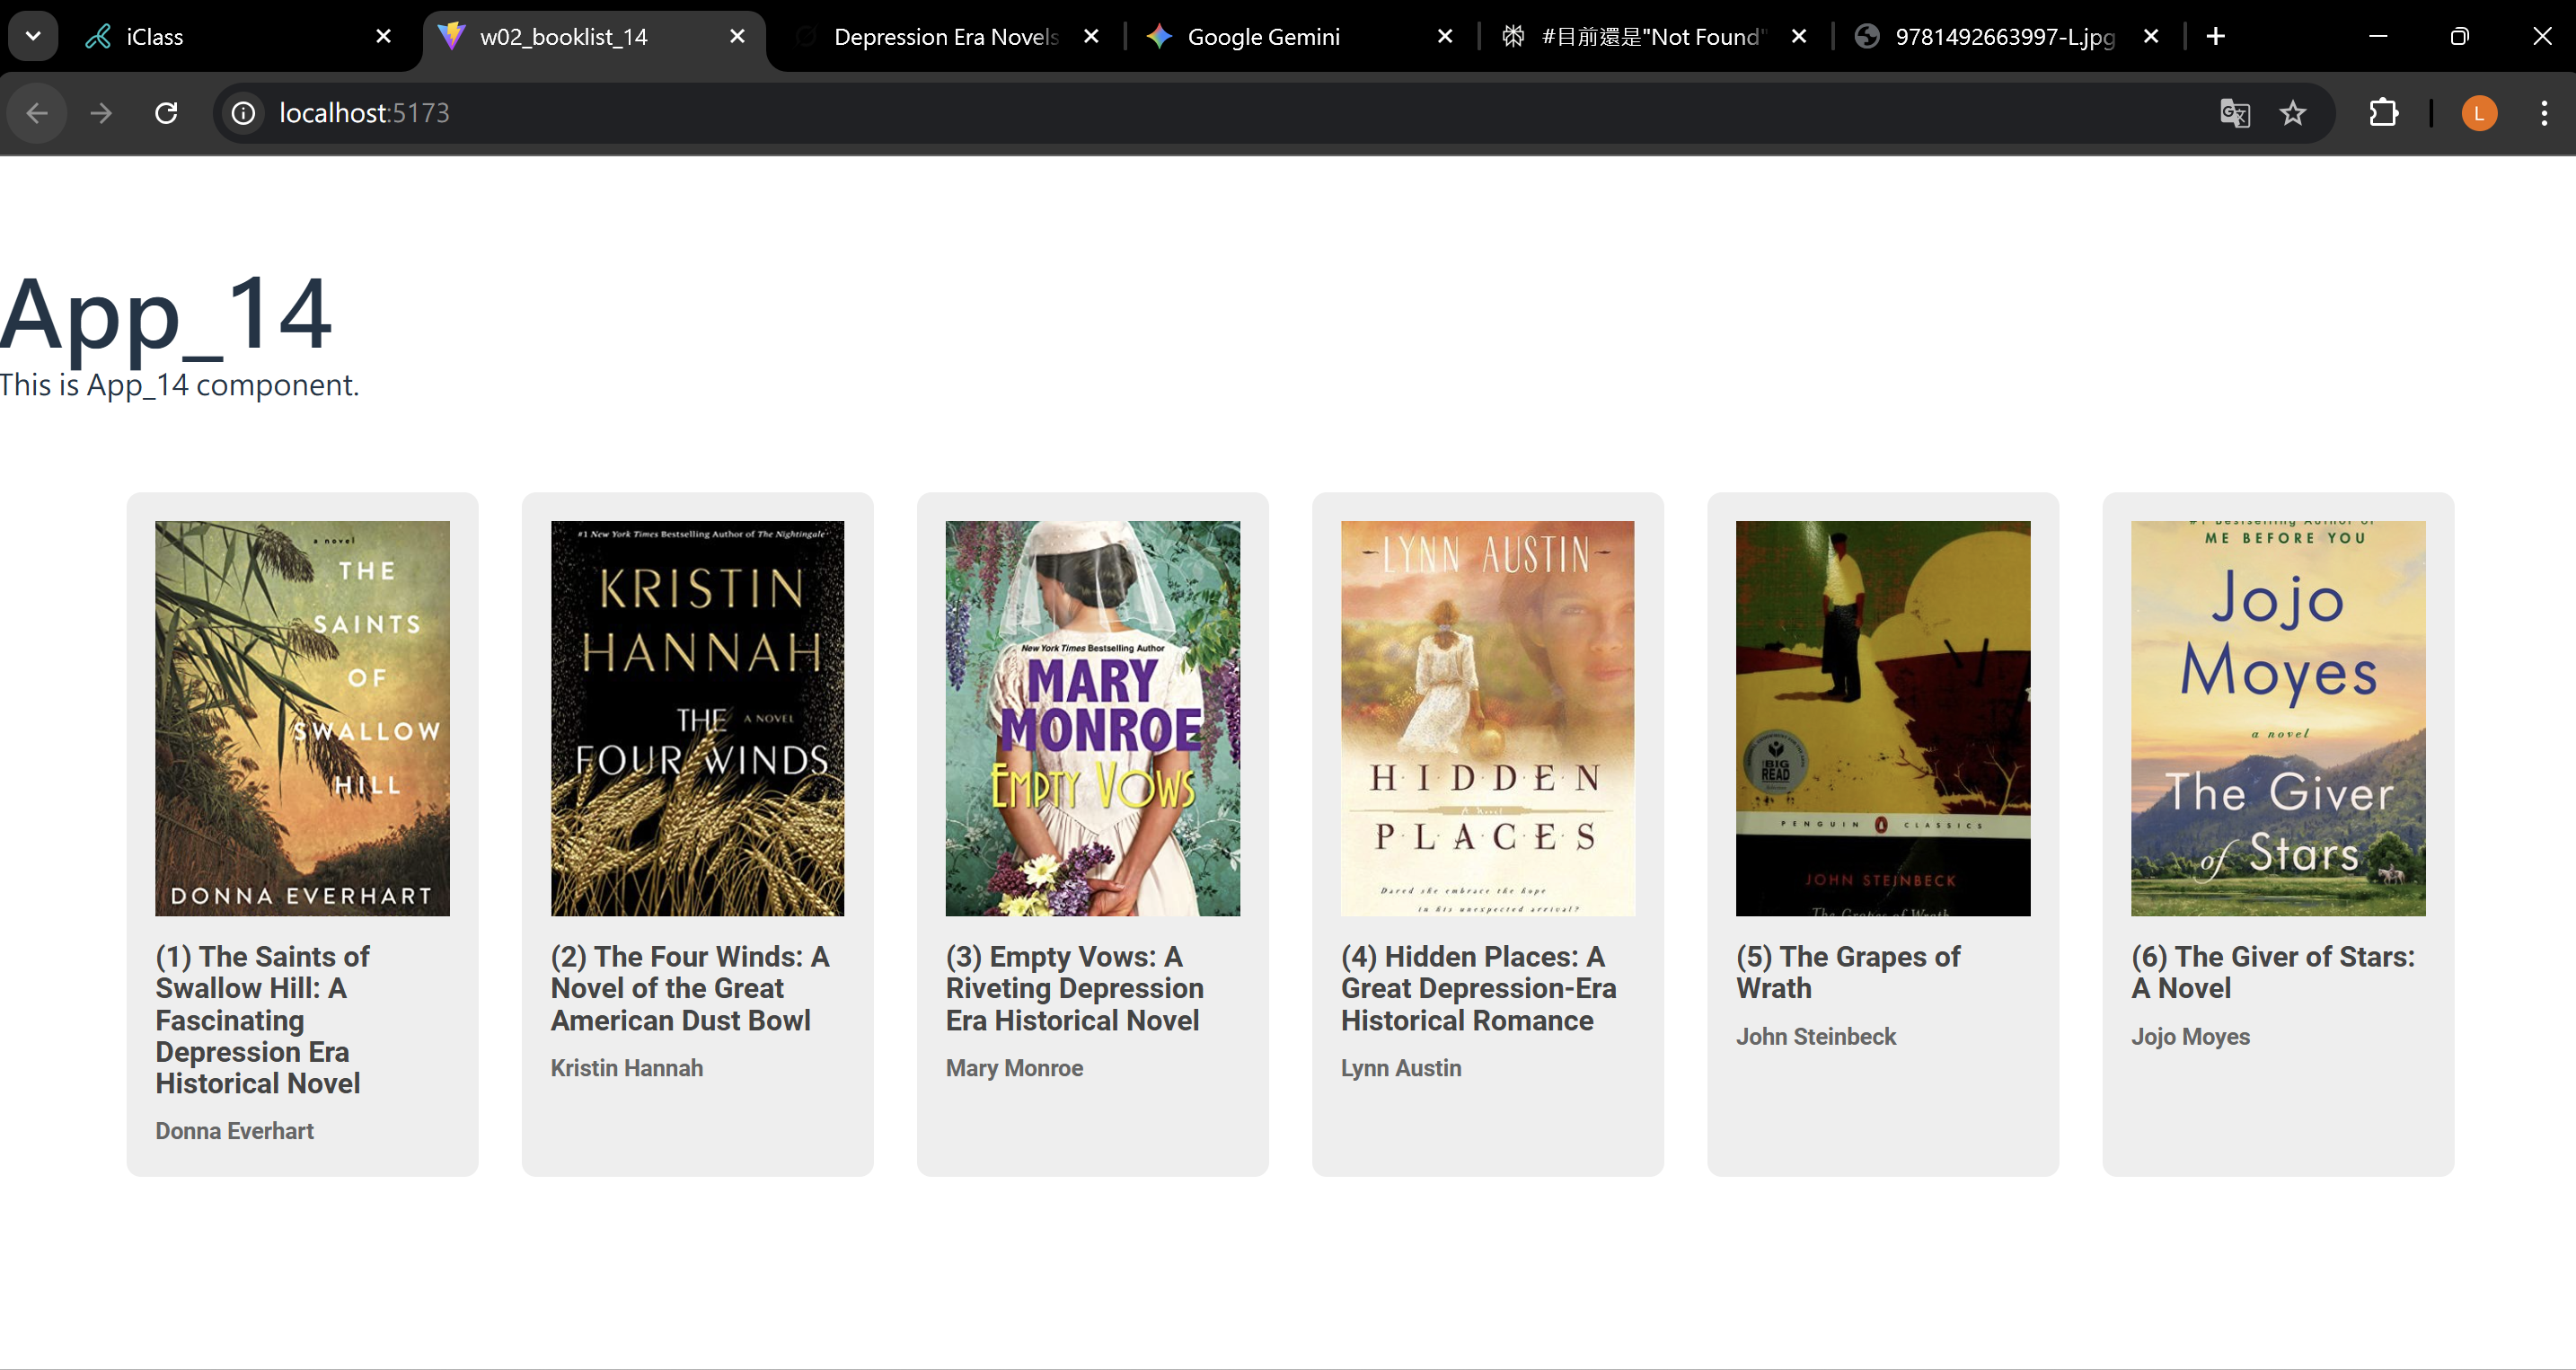 iClass
w02_booklist_14
Depression Era Novels
Google Gemini
#目前還是"Not Found"
9781492663997-L.jpg
localhost:5173
L
App_14
This is App_14 component.
a novel
THE
SAINTS
OF
SWALLOW
HILL
DONNA EVERHART
(1) The Saints of
Swallow Hill: A
Fascinating
Depression Era
Historical Novel
Donna Everhart
#1 New York Times Bestselling Author of The Nightingale
KRISTIN
HANNAH
THE A NOVEL
FOUR WINDS
(2) The Four Winds: A
Novel of the Great
American Dust Bowl
Kristin Hannah
New York Times Bestselling Author
MARY
MONROE
EMPTY VOWS
(3) Empty Vows: A
Riveting Depression
Era Historical Novel
Mary Monroe
LYNN AUSTIN
HIDDEN
A Novel
PLACES
Dared she embrace the hope
in his unexpected arrival?
(4) Hidden Places: A
Great Depression-Era
Historical Romance
Lynn Austin
THE BIG
READ
PENGUIN CLASSICS
JOHN STEINBECK
The Grapes of Wrath
(5) The Grapes of
Wrath
John Steinbeck
#1 Bestselling Author of
ME BEFORE YOU
Jojo
Moyes
a novel
The Giver
of Stars
(6) The Giver of Stars:
A Novel
Jojo Moyes